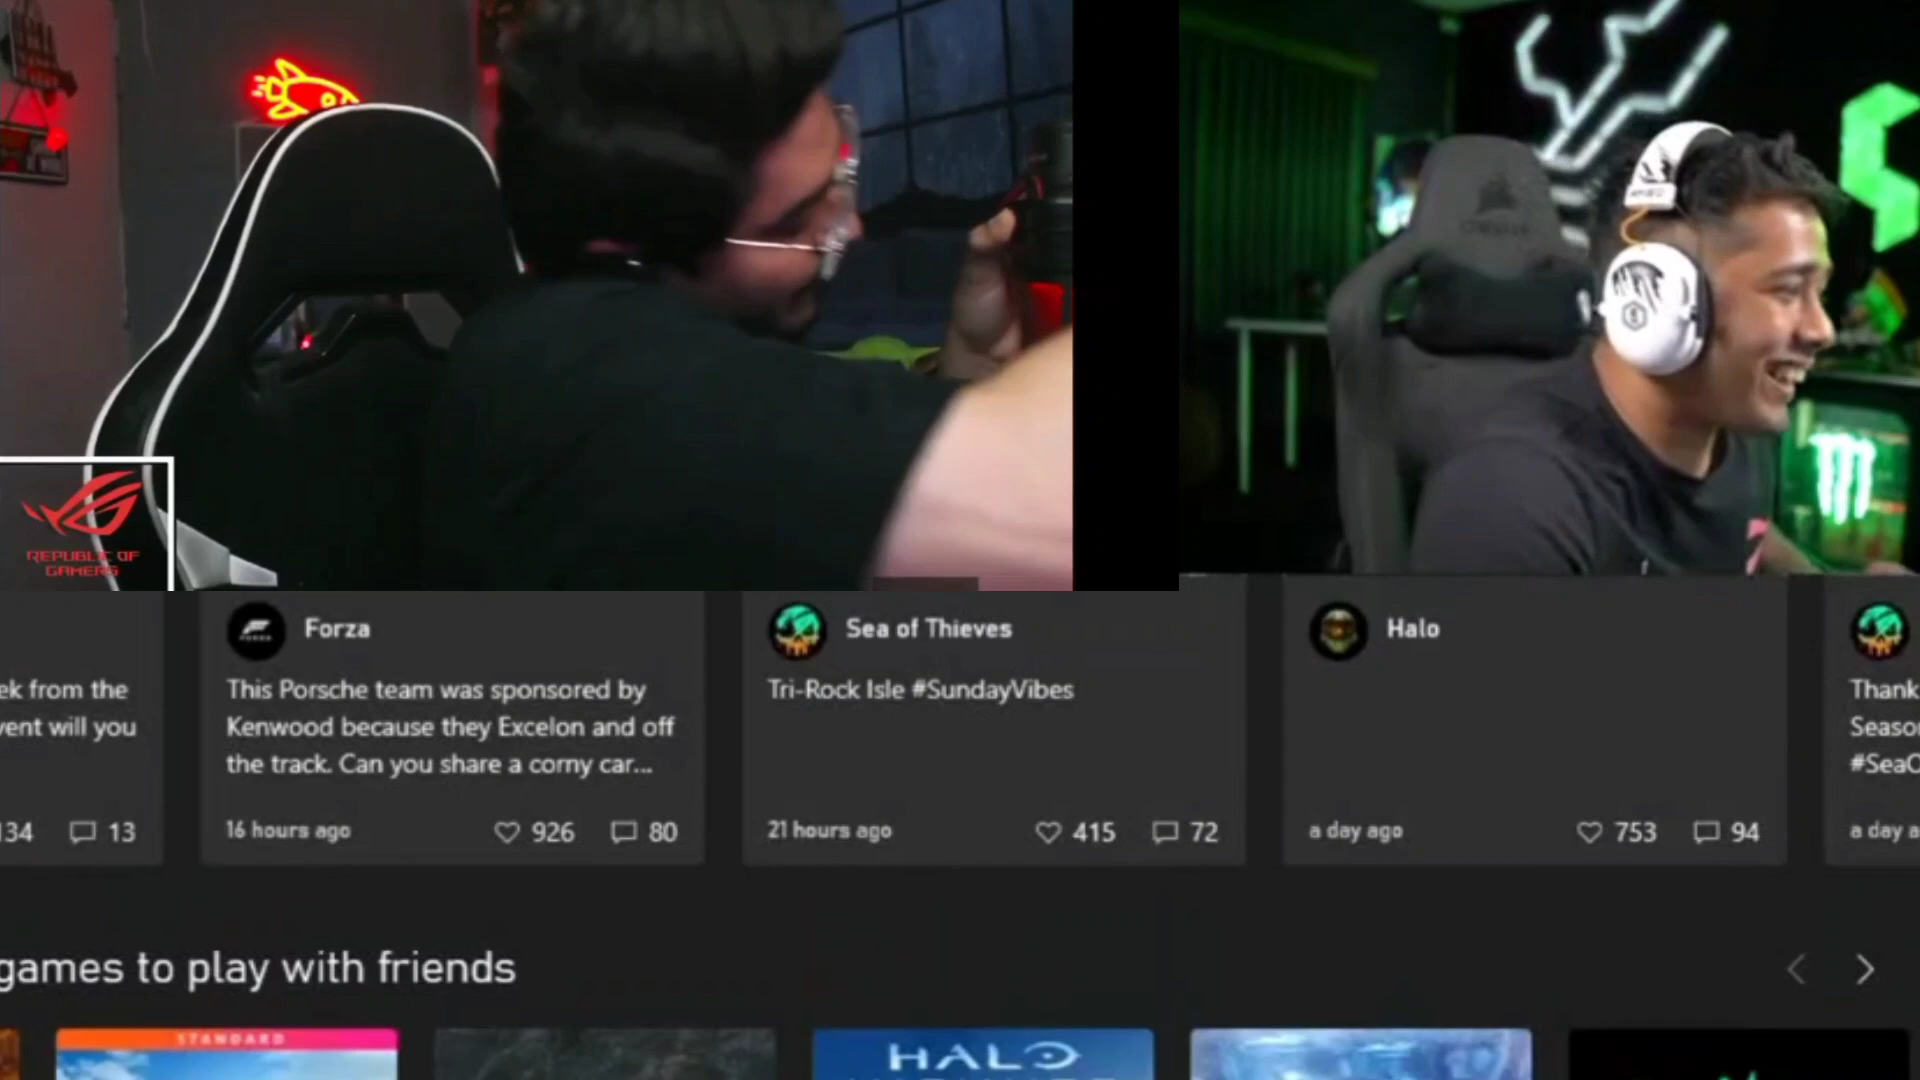 REPUBLIC OF
GAMERS
Forza
Sea of Thieves
Halo
ek from the
vent will you
This Porsche team was sponsored by
Kenwood because they Excelon and off
the track. Can you share a corny car...
Tri-Rock Isle #SundayVibes
Thank
Season
#SeaO
134
13
16 hours ago
926
80
21 hours ago
415
72
a day ago
753
94
a day a
games to play with friends
STANDARD
HALO